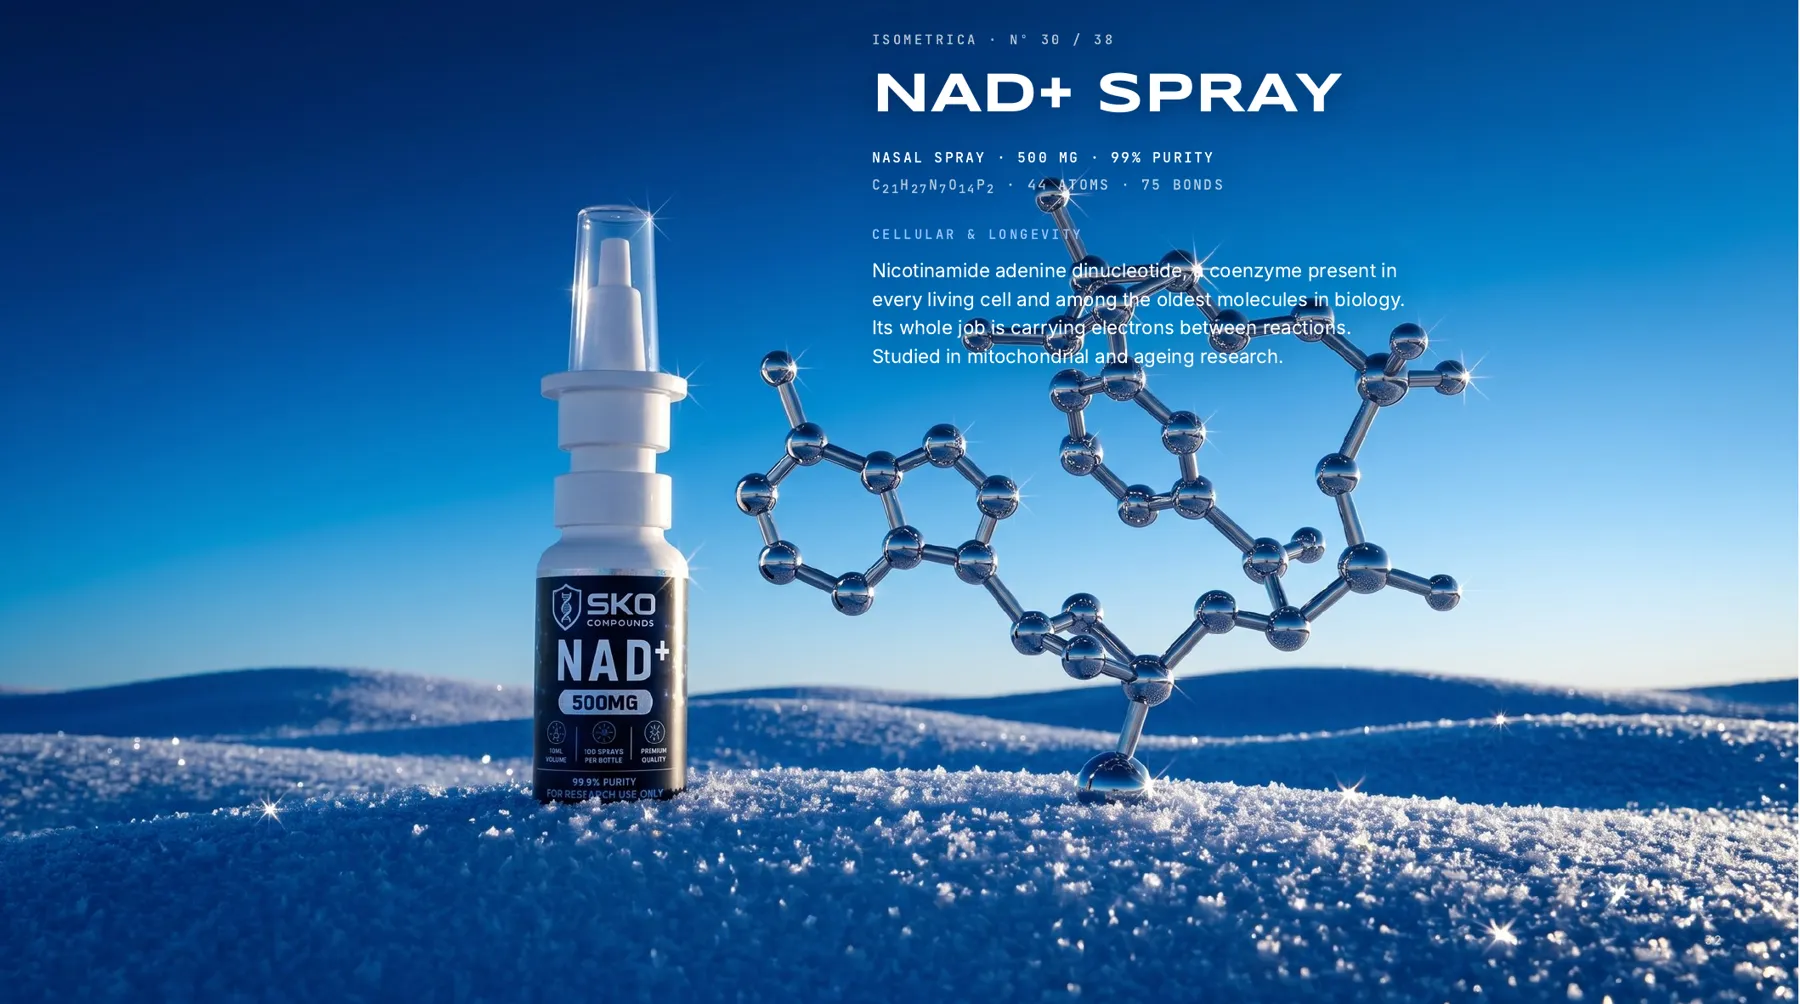 ISOMETRICA · N° 30 / 38
NAD+ SPRAY
NASAL SPRAY · 500 MG · 99% PURITY
C₂₁H₂₇N₇O₁₄P₂ · 44 ATOMS · 75 BONDS
CELLULAR & LONGEVITY
Nicotinamide adenine dinucleotide, a coenzyme present in
every living cell and among the oldest molecules in biology.
Its whole job is carrying electrons between reactions.
Studied in mitochondrial and ageing research.
SKO
COMPOUNDS
NAD+
500MG
10ML VOLUME
100 SPRAYS PER BOTTLE
PREMIUM QUALITY
99.9% PURITY
FOR RESEARCH USE ONLY
32